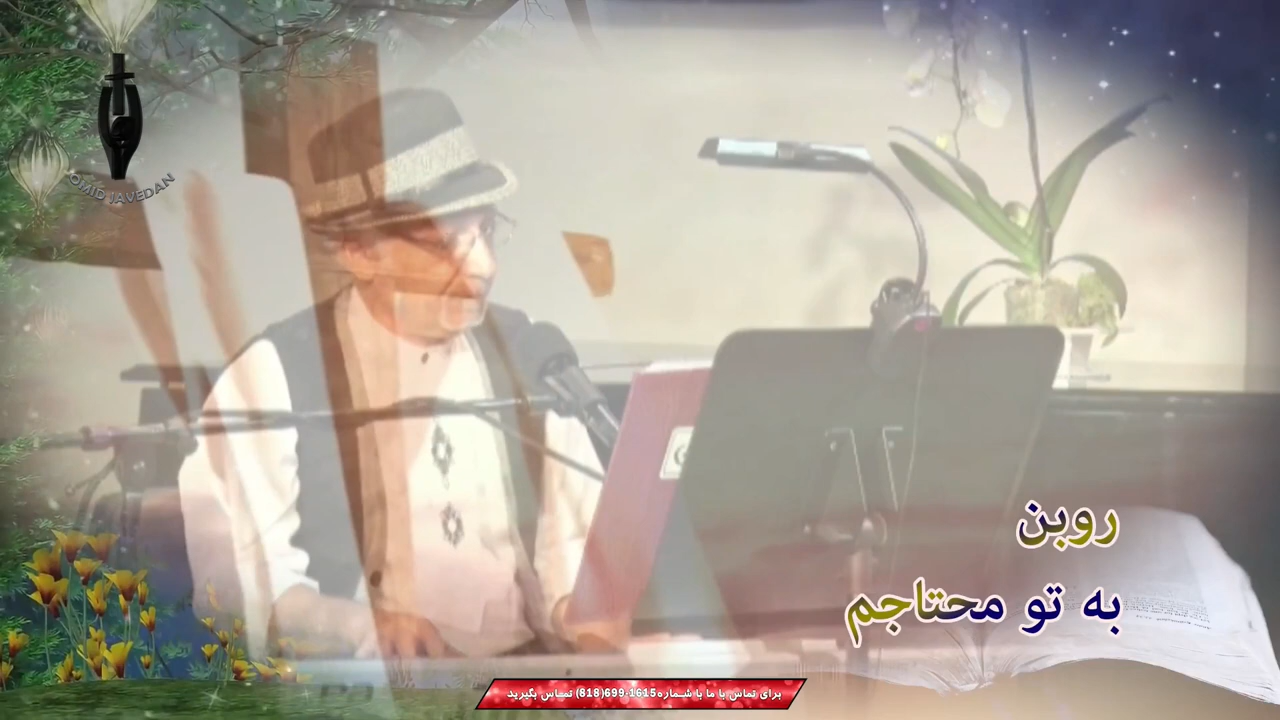 OMID JAVEDAN
روبن
به تو محتاجم
برای تماس با ما با شماره 1615-699(818) تماس بگیرید